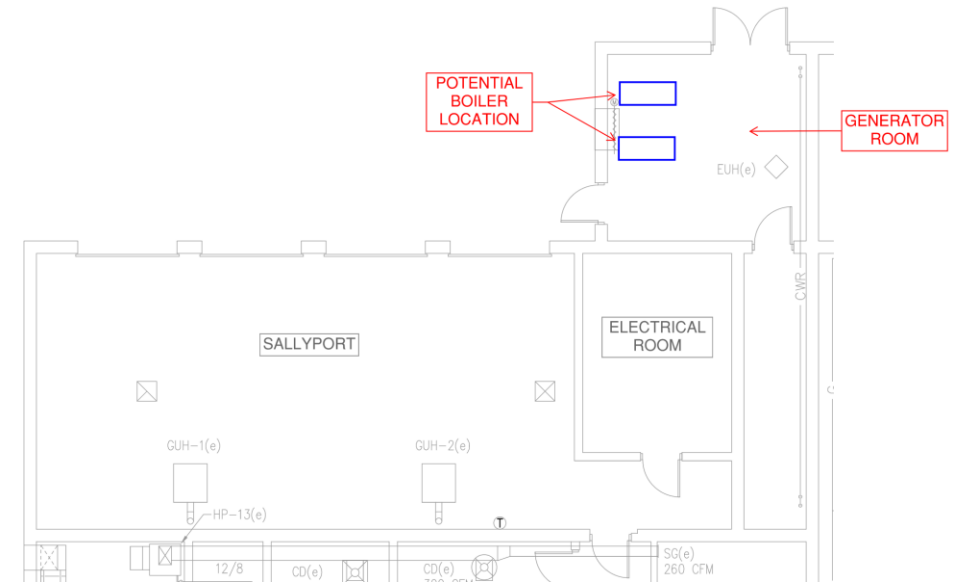 POTENTIAL
BOILER
LOCATION
GENERATOR
ROOM
EUH(e)
CWR
SALLYPORT
ELECTRICAL
ROOM
GUH-1(e)
GUH-2(e)
HP-13(e)
T
SG(e)
260 CFM
12/8
CD(e)
CD(e)